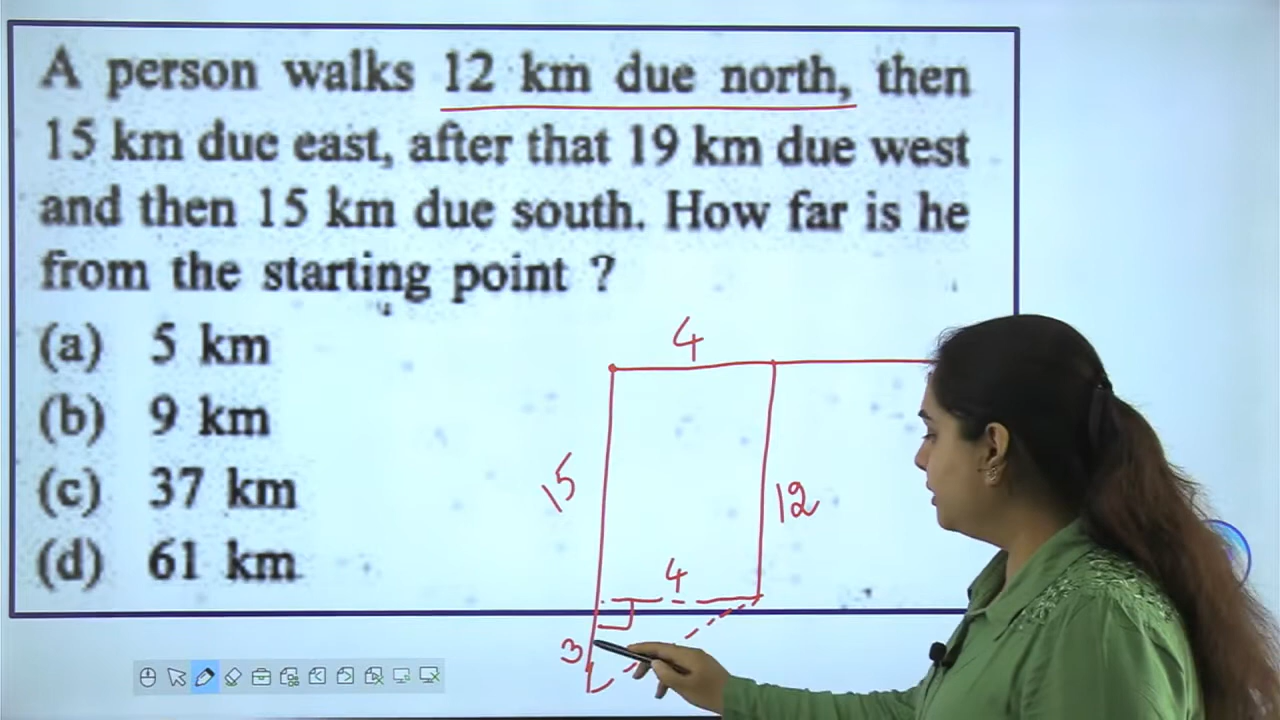 A person walks 12 km due north, then
15 km due east, after that 19 km due west
and then 15 km due south. How far is he
from the starting point ?
(a) 5 km
(b) 9 km
(c) 37 km
(d) 61 km
4
15
12
4
3